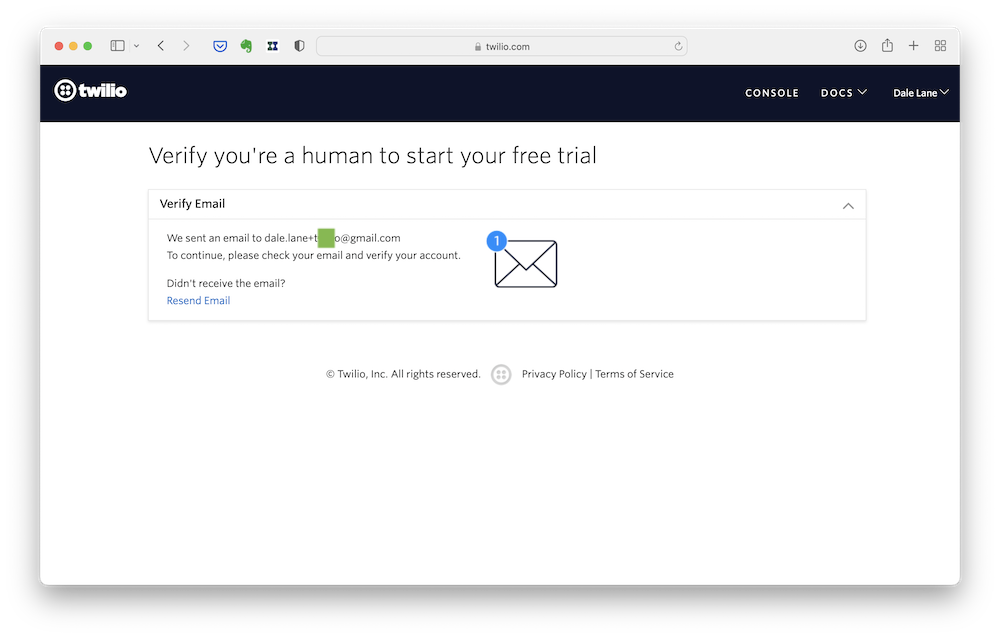 twilio.com
twilio
CONSOLE
DOCS
Dale Lane
Verify you're a human to start your free trial
Verify Email
We sent an email to dale.lane+t o@gmail.com
To continue, please check your email and verify your account.
1
Didn't receive the email?
Resend Email
© Twilio, Inc. All rights reserved.
Privacy Policy | Terms of Service